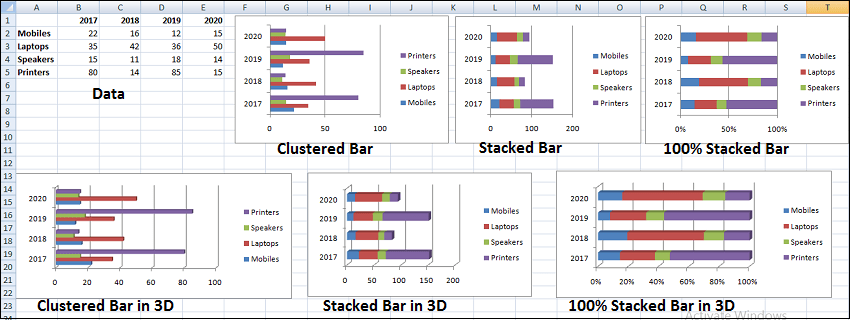 A B C D E F G H I J K L M N O P Q R S T
1 2017 2018 2019 2020
2 Mobiles 22 16 12 15
3 Laptops 35 42 36 50
4 Speakers 15 11 18 14
5 Printers 80 14 85 15
6
7 Data
8
9
10
11
12
13
14
15
16
17
18
19
20
21
22
23
2020
2019
2018
2017
0 50 100
Printers
Speakers
Laptops
Mobiles
Clustered Bar
2020
2019
2018
2017
0 100 200
Mobiles
Laptops
Speakers
Printers
Stacked Bar
2020
2019
2018
2017
0% 50% 100%
Mobiles
Laptops
Speakers
Printers
100% Stacked Bar
2020
2019
2018
2017
0 20 40 60 80 100
Printers
Speakers
Laptops
Mobiles
Clustered Bar in 3D
2020
2019
2018
2017
0 50 100 150 200
Mobiles
Laptops
Speakers
Printers
Stacked Bar in 3D
2020
2019
2018
2017
0% 20% 40% 60% 80% 100%
Mobiles
Laptops
Speakers
Printers
100% Stacked Bar in 3D
Activate Windows